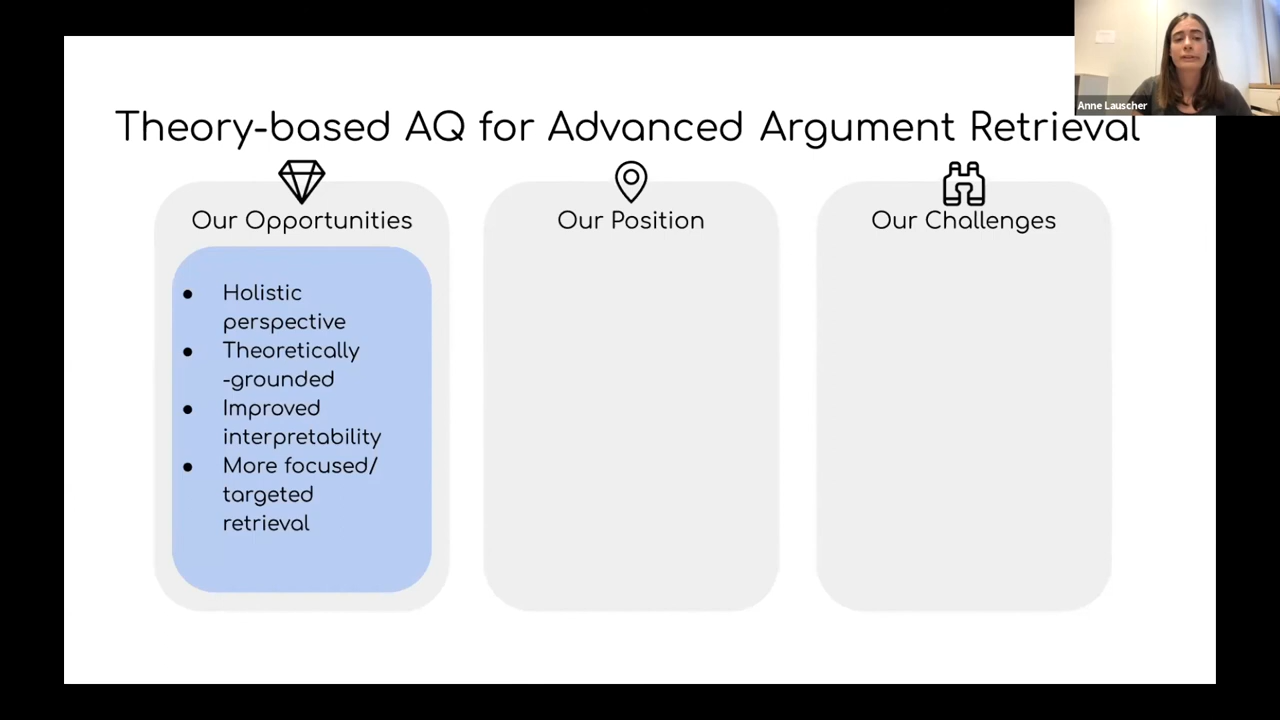 Anne Lauscher
Theory-based AQ for Advanced Argument Retrieval
Our Opportunities
● Holistic
perspective
● Theoretically
-grounded
● Improved
interpretability
● More focused/
targeted
retrieval
Our Position
Our Challenges